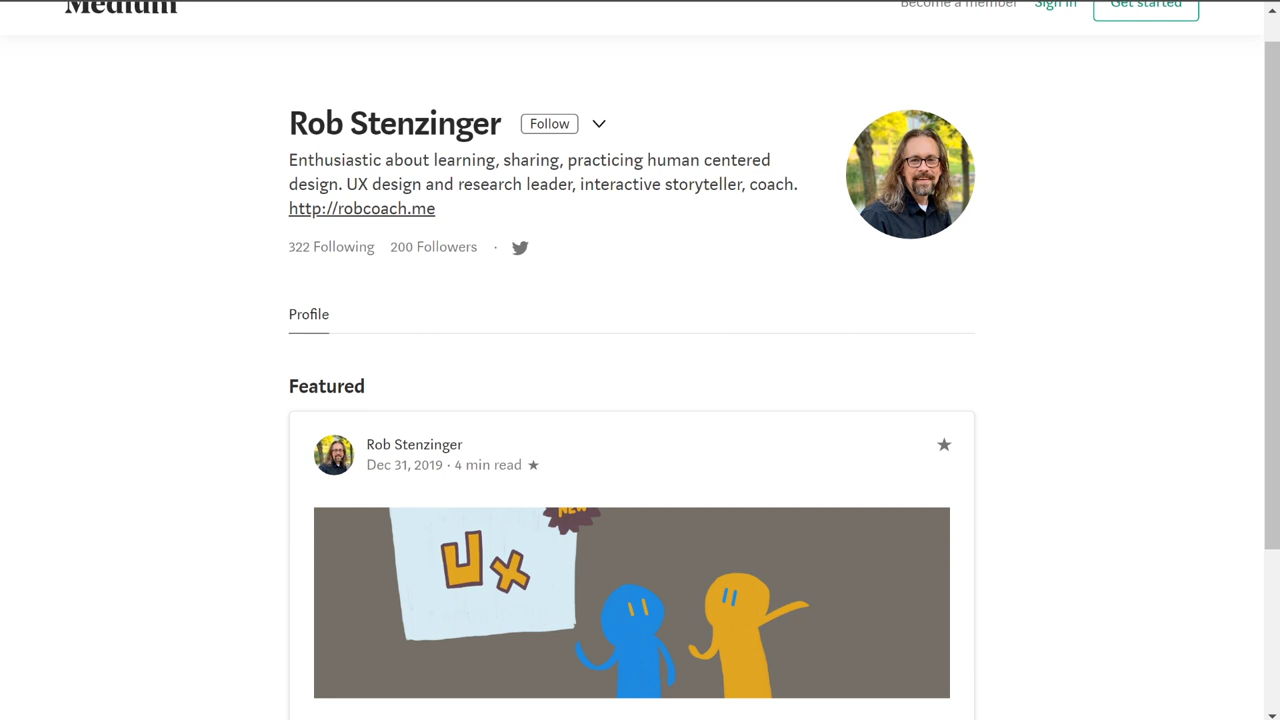 Medium
Become a member Sign in Get started
Rob Stenzinger Follow
Enthusiastic about learning, sharing, practicing human centered
design. UX design and research leader, interactive storyteller, coach.
http://robcoach.me
322 Following 200 Followers ·
Profile
Featured
Rob Stenzinger
Dec 31, 2019 · 4 min read ★
NEW
UX